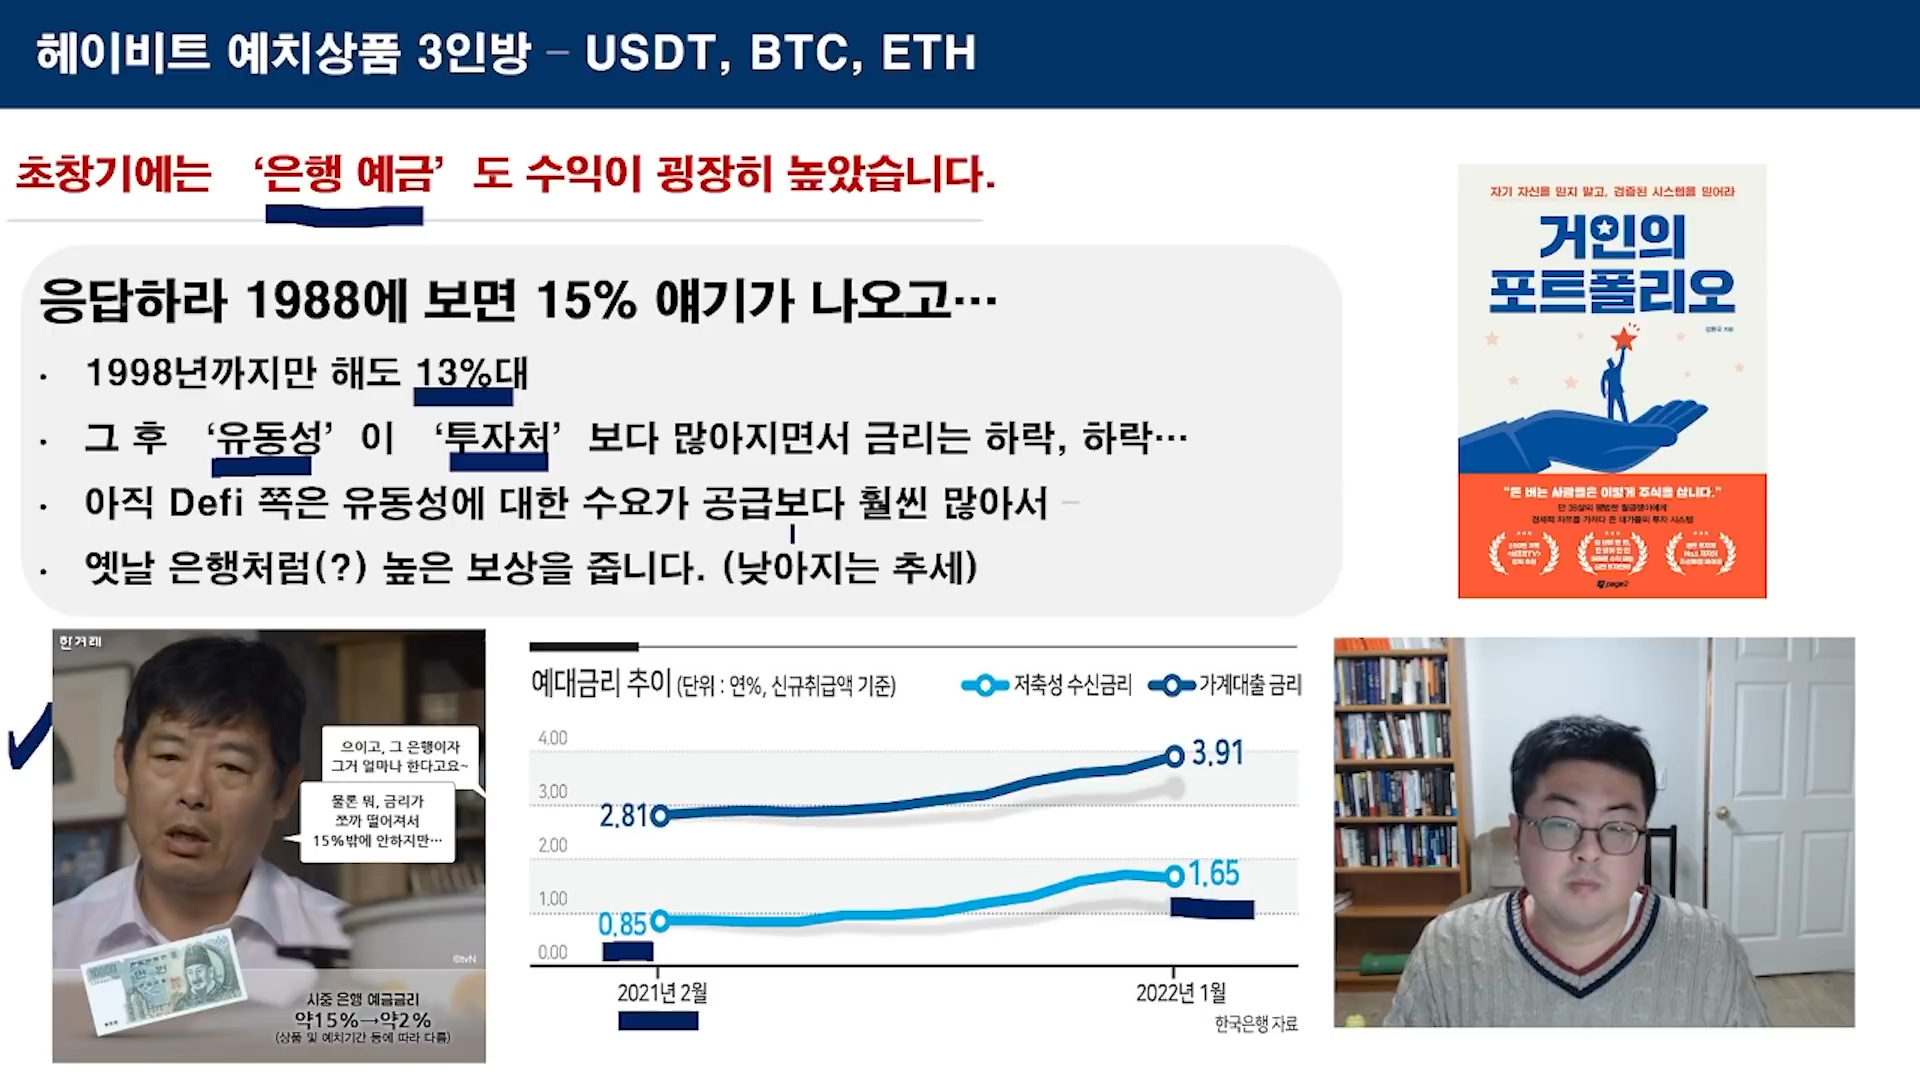 헤이비트 예치상품 3인방 – USDT, BTC, ETH
초창기에는 ‘은행 예금’ 도 수익이 굉장히 높았습니다.
응답하라 1988에 보면 15% 얘기가 나오고…
· 1998년까지만 해도 13%대
· 그 후 ‘유동성’ 이 ‘투자처’ 보다 많아지면서 금리는 하락, 하락…
· 아직 Defi 쪽은 유동성에 대한 수요가 공급보다 훨씬 많아서 –
· 옛날 은행처럼(?) 높은 보상을 줍니다. (낮아지는 추세)
자기 자신을 믿지 말고, 검증된 시스템을 믿어라
거인의
포트폴리오
“돈 버는 사람들은 이렇게 주식을 삽니다.”
page2
한겨레
으이고, 그 은행이자
그거 얼마나 한다고요~
물론 뭐, 금리가
쪼까 떨어져서
15%밖에 안하지만…
©tvN
시중 은행 예금금리
약15%→약2%
(상품 및 예치기간 등에 따라 다름)
예대금리 추이 (단위 : 연%, 신규취급액 기준)
저축성 수신금리 가계대출 금리
4.00
3.91
3.00
2.81
2.00
1.65
1.00
0.85
0.00
2021년 2월 2022년 1월
한국은행 자료